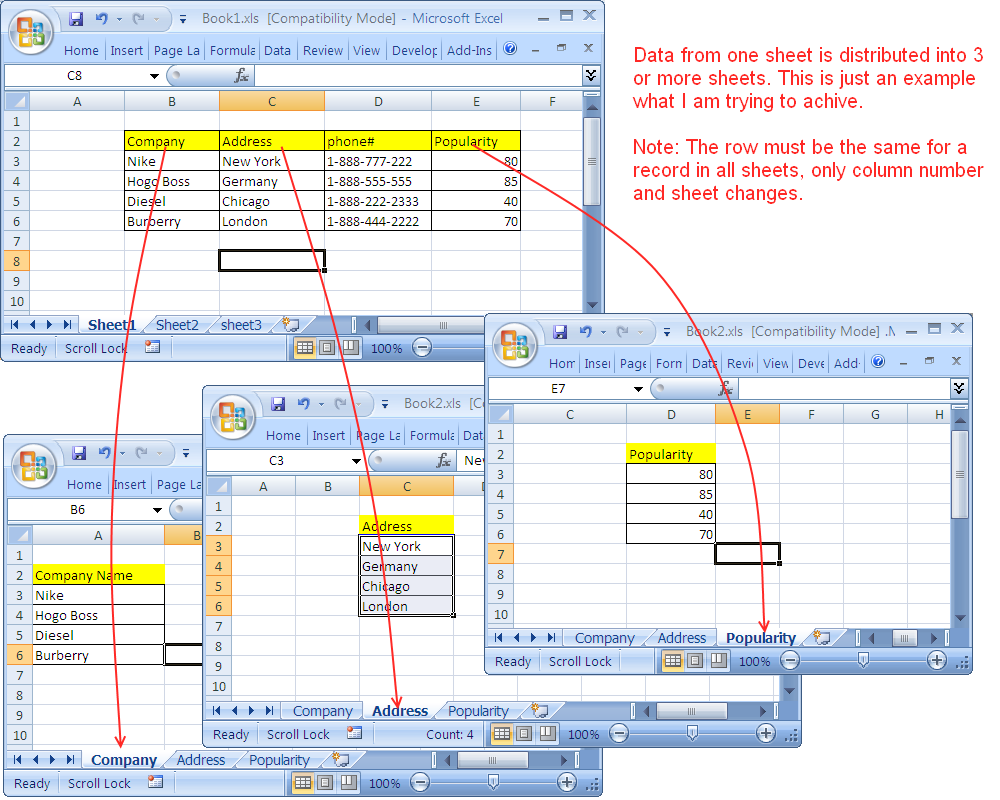 Book1.xls [Compatibility Mode] - Microsoft Excel
Home Insert Page La Formula Data Review View Develop Add-Ins
C8 fx
A B C D E F
1
2 Company Address phone# Popularity
3 Nike New York 1-888-777-222 80
4 Hogo Boss Germany 1-888-555-555 85
5 Diesel Chicago 1-888-222-2333 40
6 Burberry London 1-888-444-2222 70
7
8
9
10
Sheet1 Sheet2 sheet3
Ready Scroll Lock 100%
Data from one sheet is distributed into 3
or more sheets. This is just an example
what I am trying to achive.
Note: The row must be the same for a
record in all sheets, only column number
and sheet changes.
Book2.xls [Compatibility Mode] .M
Hom Inser Page Form Data Revi View Deve Add-
E7 fx
C D E F G H
1
2 Popularity
3 80
4 85
5 40
6 70
7
8
9
10
Company Address Popularity
Ready Scroll Lock 100%
Book2.xls [Co
Home Insert Page La Formula Dat
C3 fx New
A B C D
1
2 Address
3 New York
4 Germany
5 Chicago
6 London
7
8
9
10
Company Address Popularity
Ready Scroll Lock Count: 4 100%
Home Insert Page La
B6
A B
1
2 Company Name
3 Nike
4 Hogo Boss
5 Diesel
6 Burberry
7
8
9
10
Company Address Popularity
Ready Scroll Lock 100%